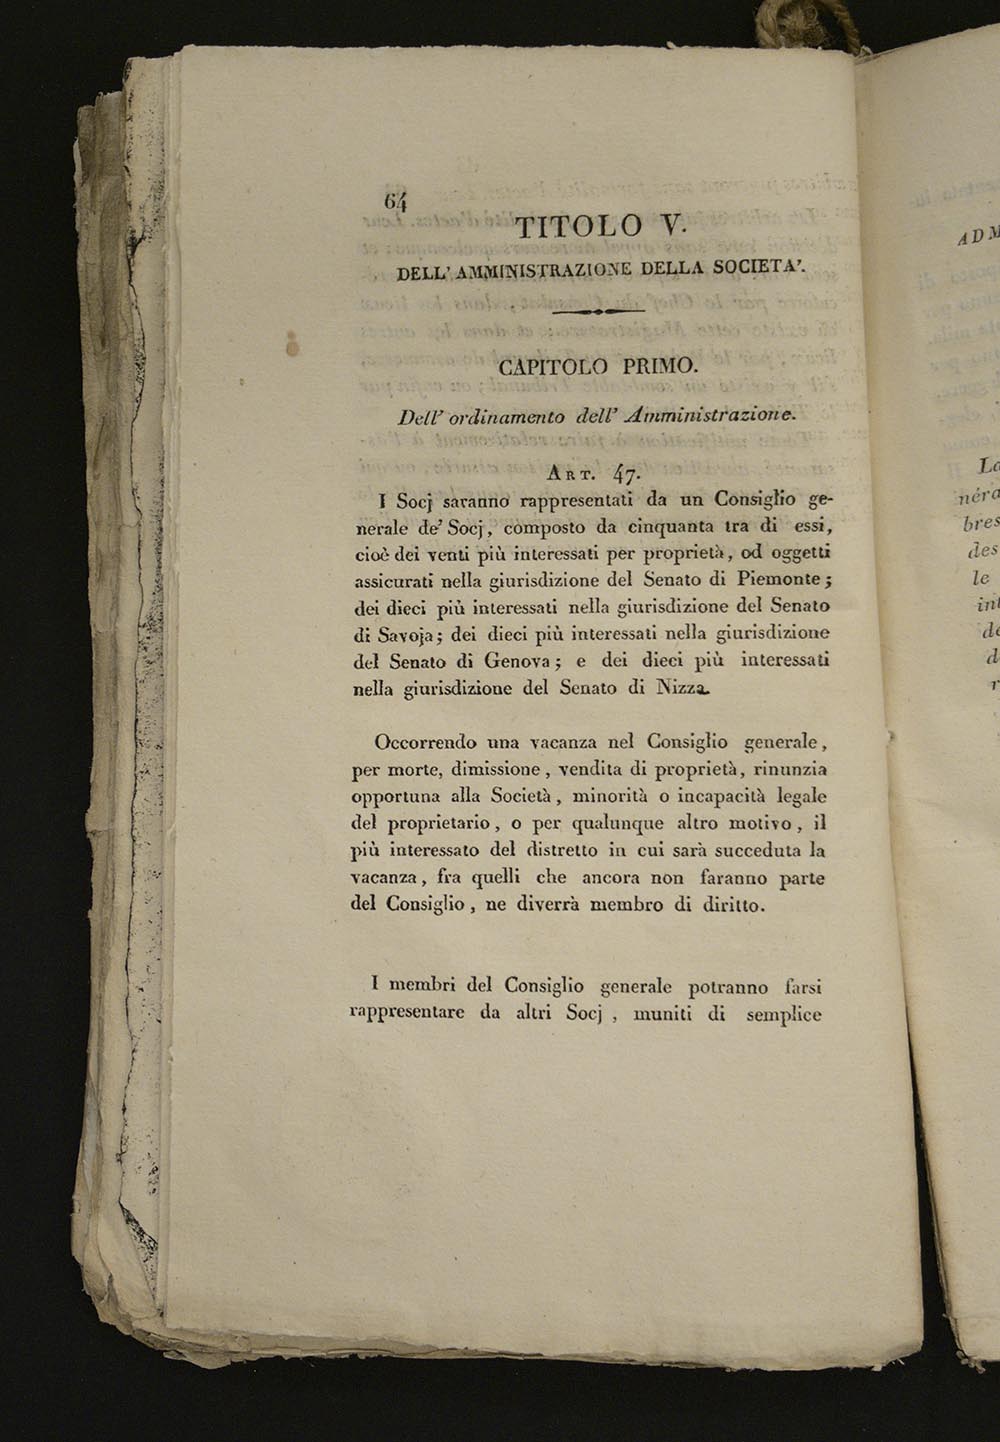 64
TITOLO V.
DELL' AMMINISTRAZIONE DELLA SOCIETA'.
CAPITOLO PRIMO.
Dell' ordinamento dell' Amministrazione.
ART. 47.
I Socj saranno rappresentati da un Consiglio ge-
nerale de' Socj, composto da cinquanta tra di essi,
cioè dei venti più interessati per proprietà, od oggetti
assicurati nella giurisdizione del Senato di Piemonte;
dei dieci più interessati nella giurisdizione del Senato
di Savoja; dei dieci più interessati nella giurisdizione
del Senato di Genova; e dei dieci più interessati
nella giurisdizione del Senato di Nizza.
Occorrendo una vacanza nel Consiglio generale,
per morte, dimissione, vendita di proprietà, rinunzia
opportuna alla Società, minorità o incapacità legale
del proprietario, o per qualunque altro motivo, il
più interessato del distretto in cui sarà succeduta la
vacanza, fra quelli che ancora non faranno parte
del Consiglio, ne diverrà membro di diritto.
I membri del Consiglio generale potranno farsi
rappresentare da altri Socj, muniti di semplice
ADM
néra
bres
des
le